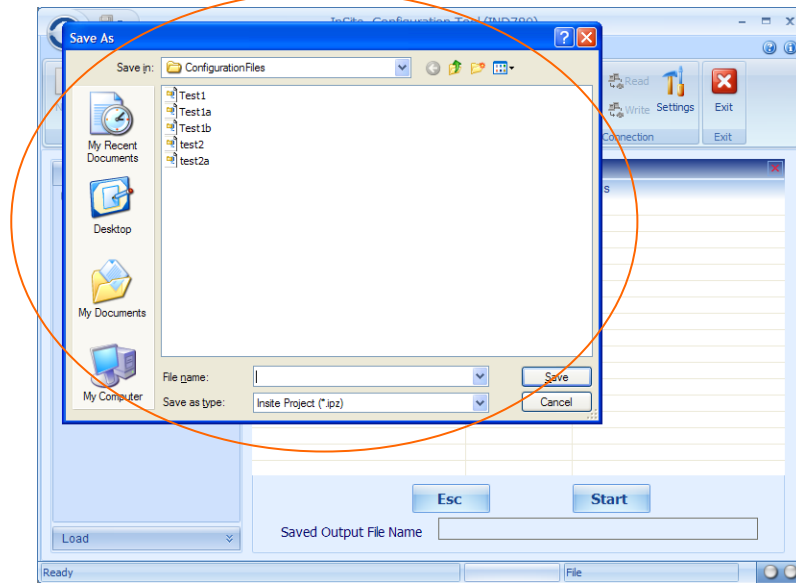 InSite Configuration Tool (IND780)
Save As
Save in:
ConfigurationFiles
Test1
Test1a
Test1b
test2
test2a
My Recent
Documents
Desktop
My Documents
My Computer
File name:
Save
Save as type:
Insite Project (*.ipz)
Cancel
Read
Write
Settings
Exit
Connection
Exit
s
Esc
Start
Saved Output File Name
Load
Ready
File